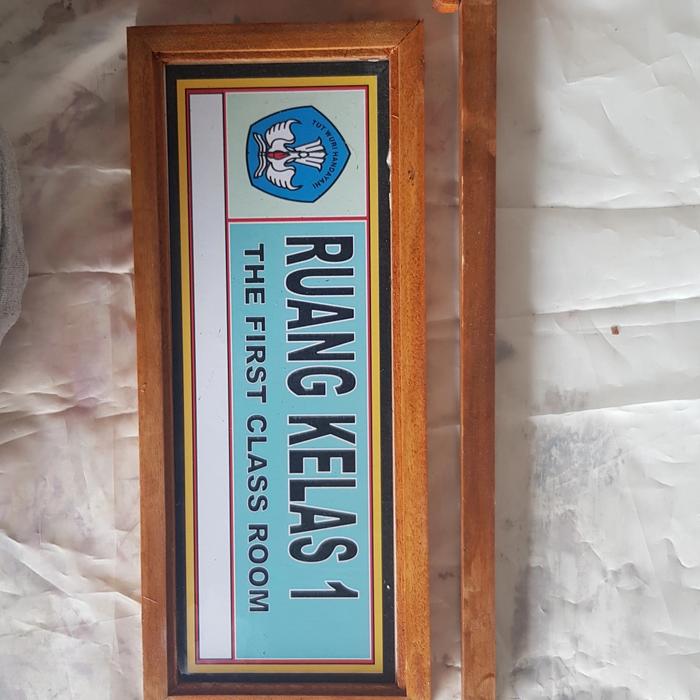 TUT WURI HANDAYANI
RUANG KELAS 1
THE FIRST CLASS ROOM